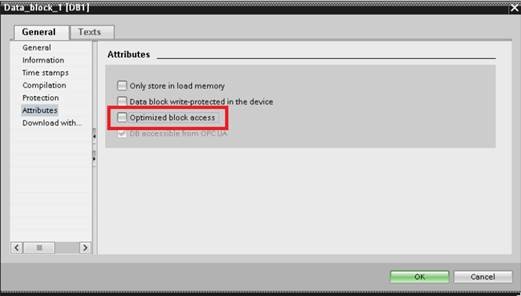 Data_block_1 [DB1]
General Texts
General
Information
Time stamps
Compilation
Protection
Attributes
Download with...
Attributes
Only store in load memory
Data block write-protected in the device
Optimized block access
DB accessible from OPC UA
OK Cancel